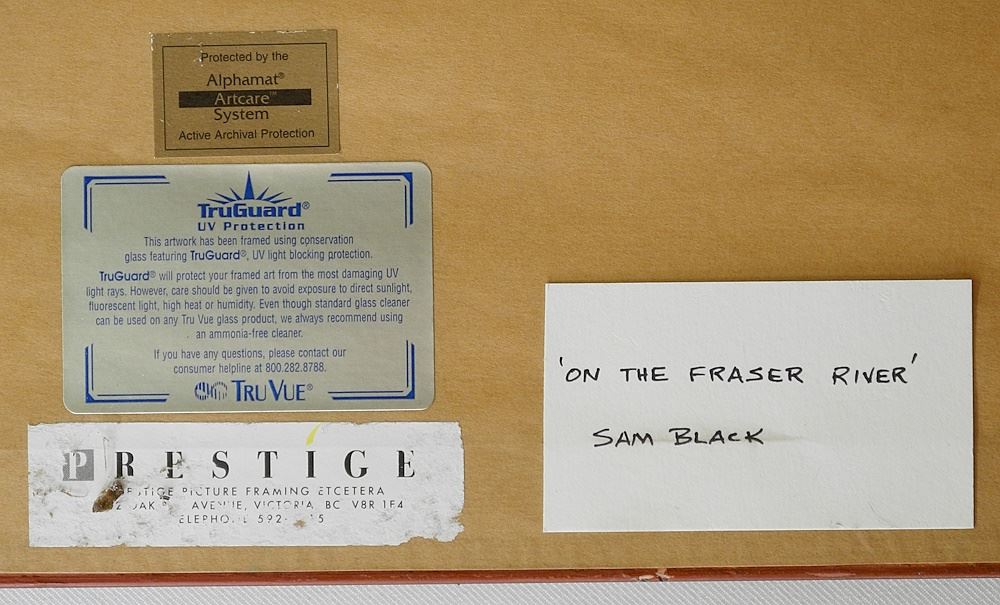 Protected by the
Alphamat®
Artcare™
System
Active Archival Protection
TruGuard®
UV Protection
This artwork has been framed using conservation
glass featuring TruGuard®, UV light blocking protection.
TruGuard® will protect your framed art from the most damaging UV
light rays. However, care should be given to avoid exposure to direct sunlight,
fluorescent light, high heat or humidity. Even though standard glass cleaner
can be used on any Tru Vue glass product, we always recommend using
an ammonia-free cleaner.
If you have any questions, please contact our
consumer helpline at 800.282.8788.
TRU VUE®
PRESTIGE
PICTURE FRAMING ETCETERA
AVENUE, VICTORIA, BC V8R 1E4
592-
'ON THE FRASER RIVER'
SAM BLACK